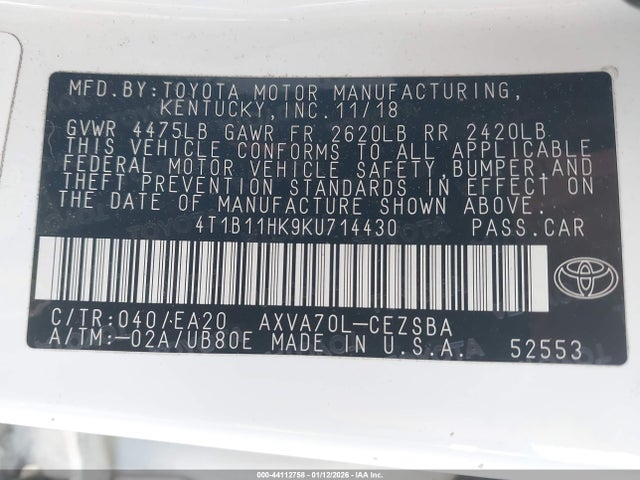 MFD.BY:TOYOTA MOTOR MANUFACTURING,
KENTUCKY,INC.11/18
GVWR 4475LB GAWR FR 2620LB RR 2420LB
THIS VEHICLE CONFORMS TO ALL APPLICABLE
FEDERAL MOTOR VEHICLE SAFETY,BUMPER,AND
THEFT PREVENTION STANDARDS IN EFFECT ON
THE DATE OF MANUFACTURE SHOWN ABOVE.
4T1B11HK9KU714430 PASS.CAR
C/TR:040/EA20 AXVA70L-CEZSBA
A/TM:-02A/UB80E MADE IN U.S.A.
TOYOTA
52553
000-44112758 - 01/12/2026 - IAA Inc.